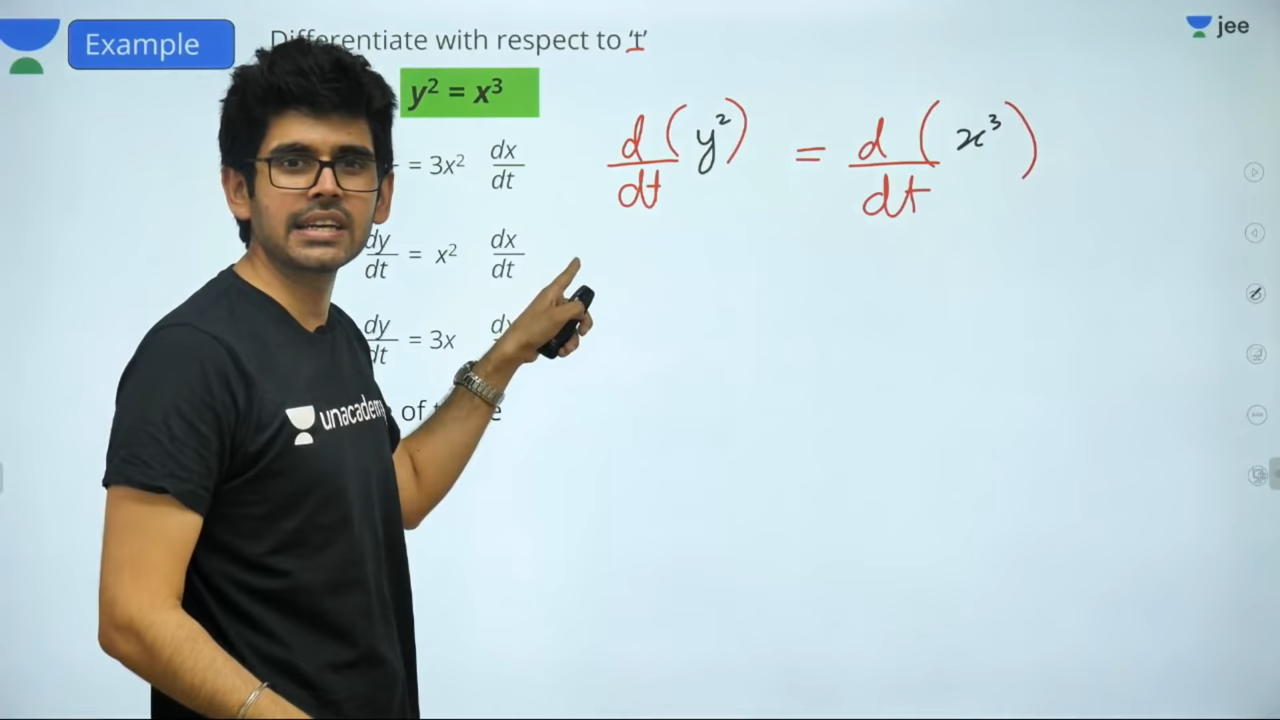 Example
Differentiate with respect to 't'
jee
y² = x³
d/dt (y²) = d/dt (x³)
= 3x² dx/dt
dy/dt = x² dx/dt
dy/dt = 3x
unacademy
of